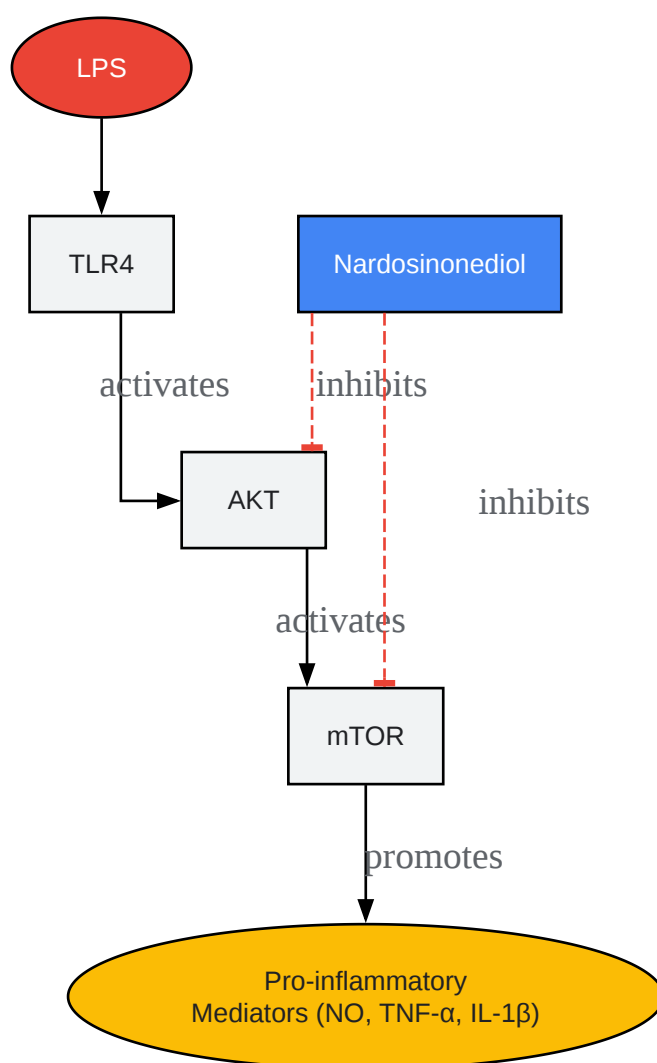 LPS
TLR4
Nardosinonediol
activates
inhibits
AKT
inhibits
activates
mTOR
promotes
Pro-inflammatory
Mediators (NO, TNF-α, IL-1β)